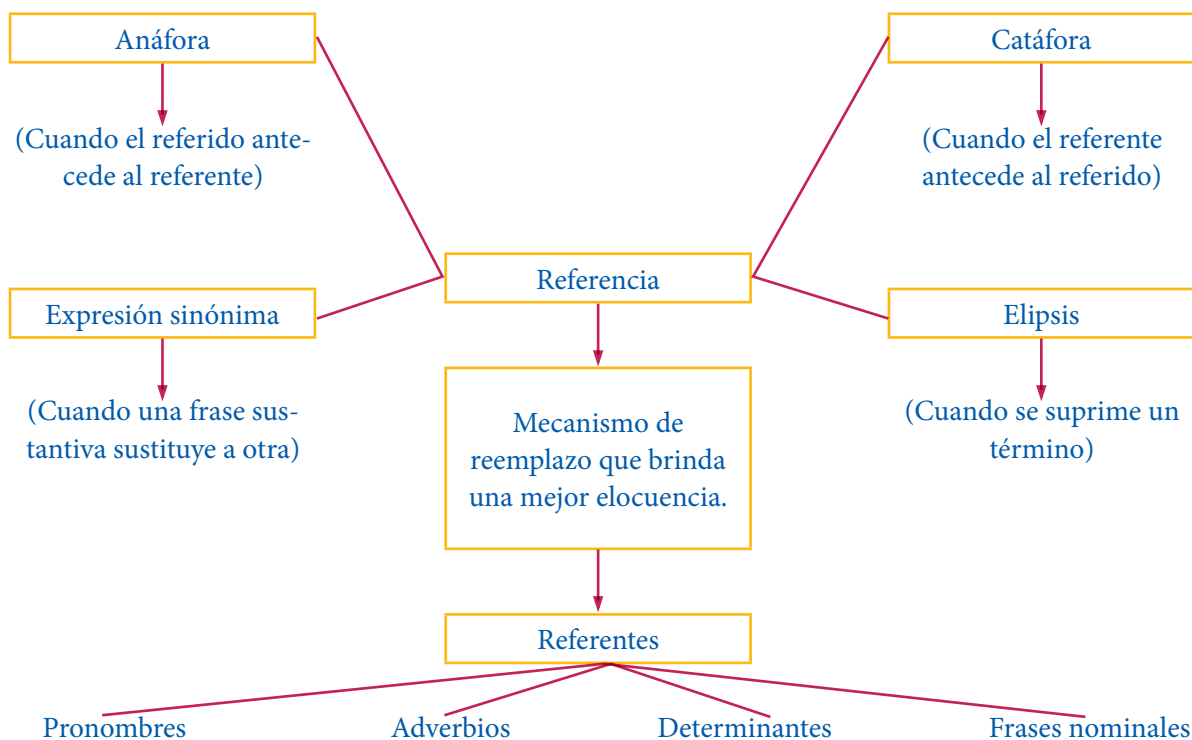 Anáfora
(Cuando el referido ante-
cede al referente)
Catáfora
(Cuando el referente
antecede al referido)
Referencia
Expresión sinónima
(Cuando una frase sus-
tantiva sustituye a otra)
Elipsis
(Cuando se suprime un
término)
Mecanismo de
reemplazo que brinda
una mejor elocuencia.
Referentes
Pronombres
Adverbios
Determinantes
Frases nominales